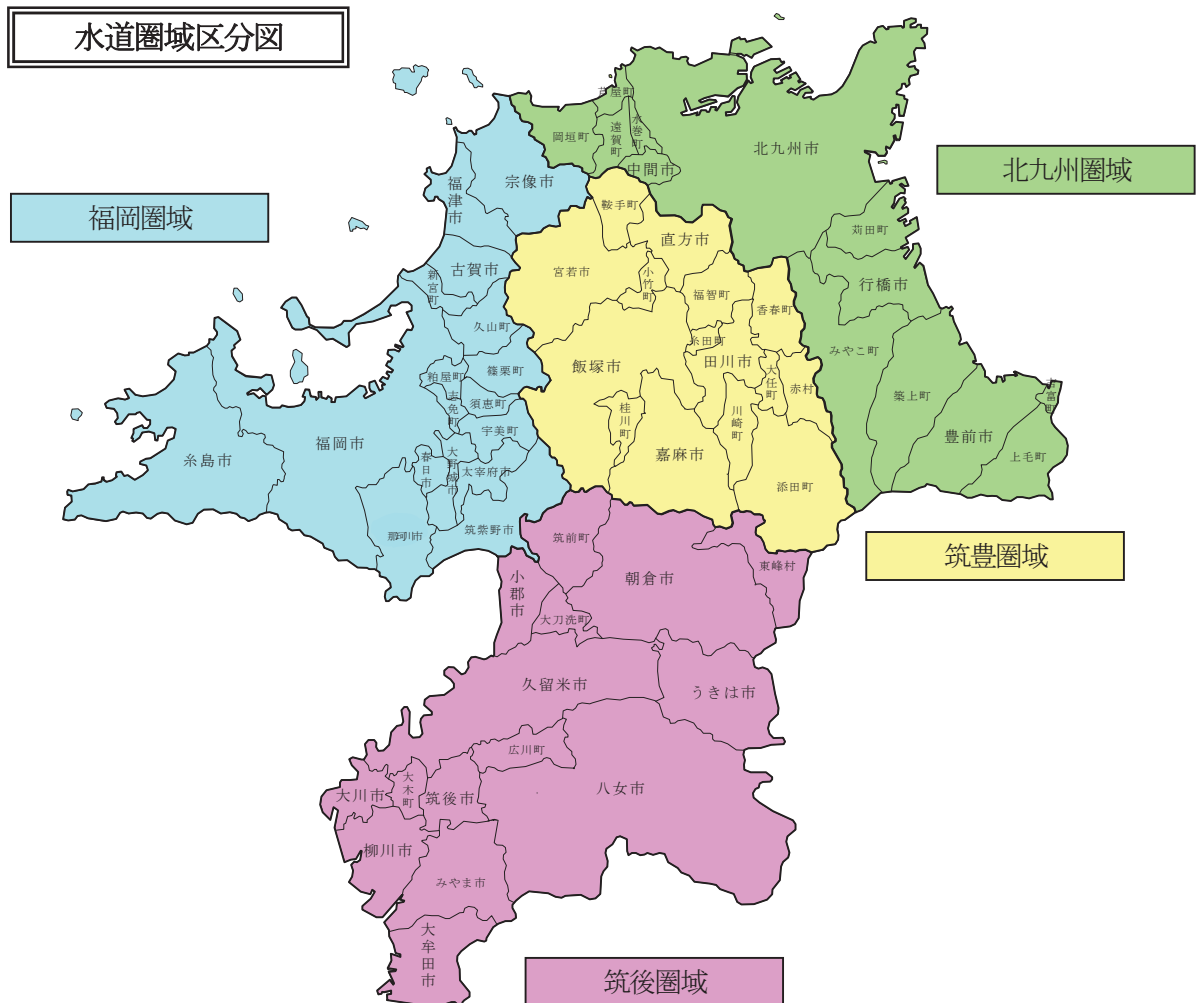 水道圏域区分図
北九州圏域
福岡圏域
筑豊圏域
筑後圏域
芦屋町
水巻町
遠賀町
岡垣町
中間市
北九州市
苅田町
行橋市
みやこ町
築上町
豊前市
吉富町
上毛町
宗像市
福津市
古賀市
新宮町
久山町
篠栗町
粕屋町
志免町
須恵町
宇美町
福岡市
糸島市
春日市
大野城市
太宰府市
那珂川市
筑紫野市
鞍手町
直方市
宮若市
小竹町
福智町
香春町
糸田町
飯塚市
田川市
大任町
赤村
桂川町
川崎町
嘉麻市
添田町
筑前町
朝倉市
東峰村
小郡市
大刀洗町
久留米市
うきは市
広川町
八女市
大川市
大木町
筑後市
柳川市
みやま市
大牟田市